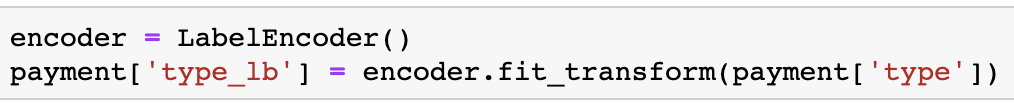 encoder = LabelEncoder()
payment['type_lb'] = encoder.fit_transform(payment['type'])